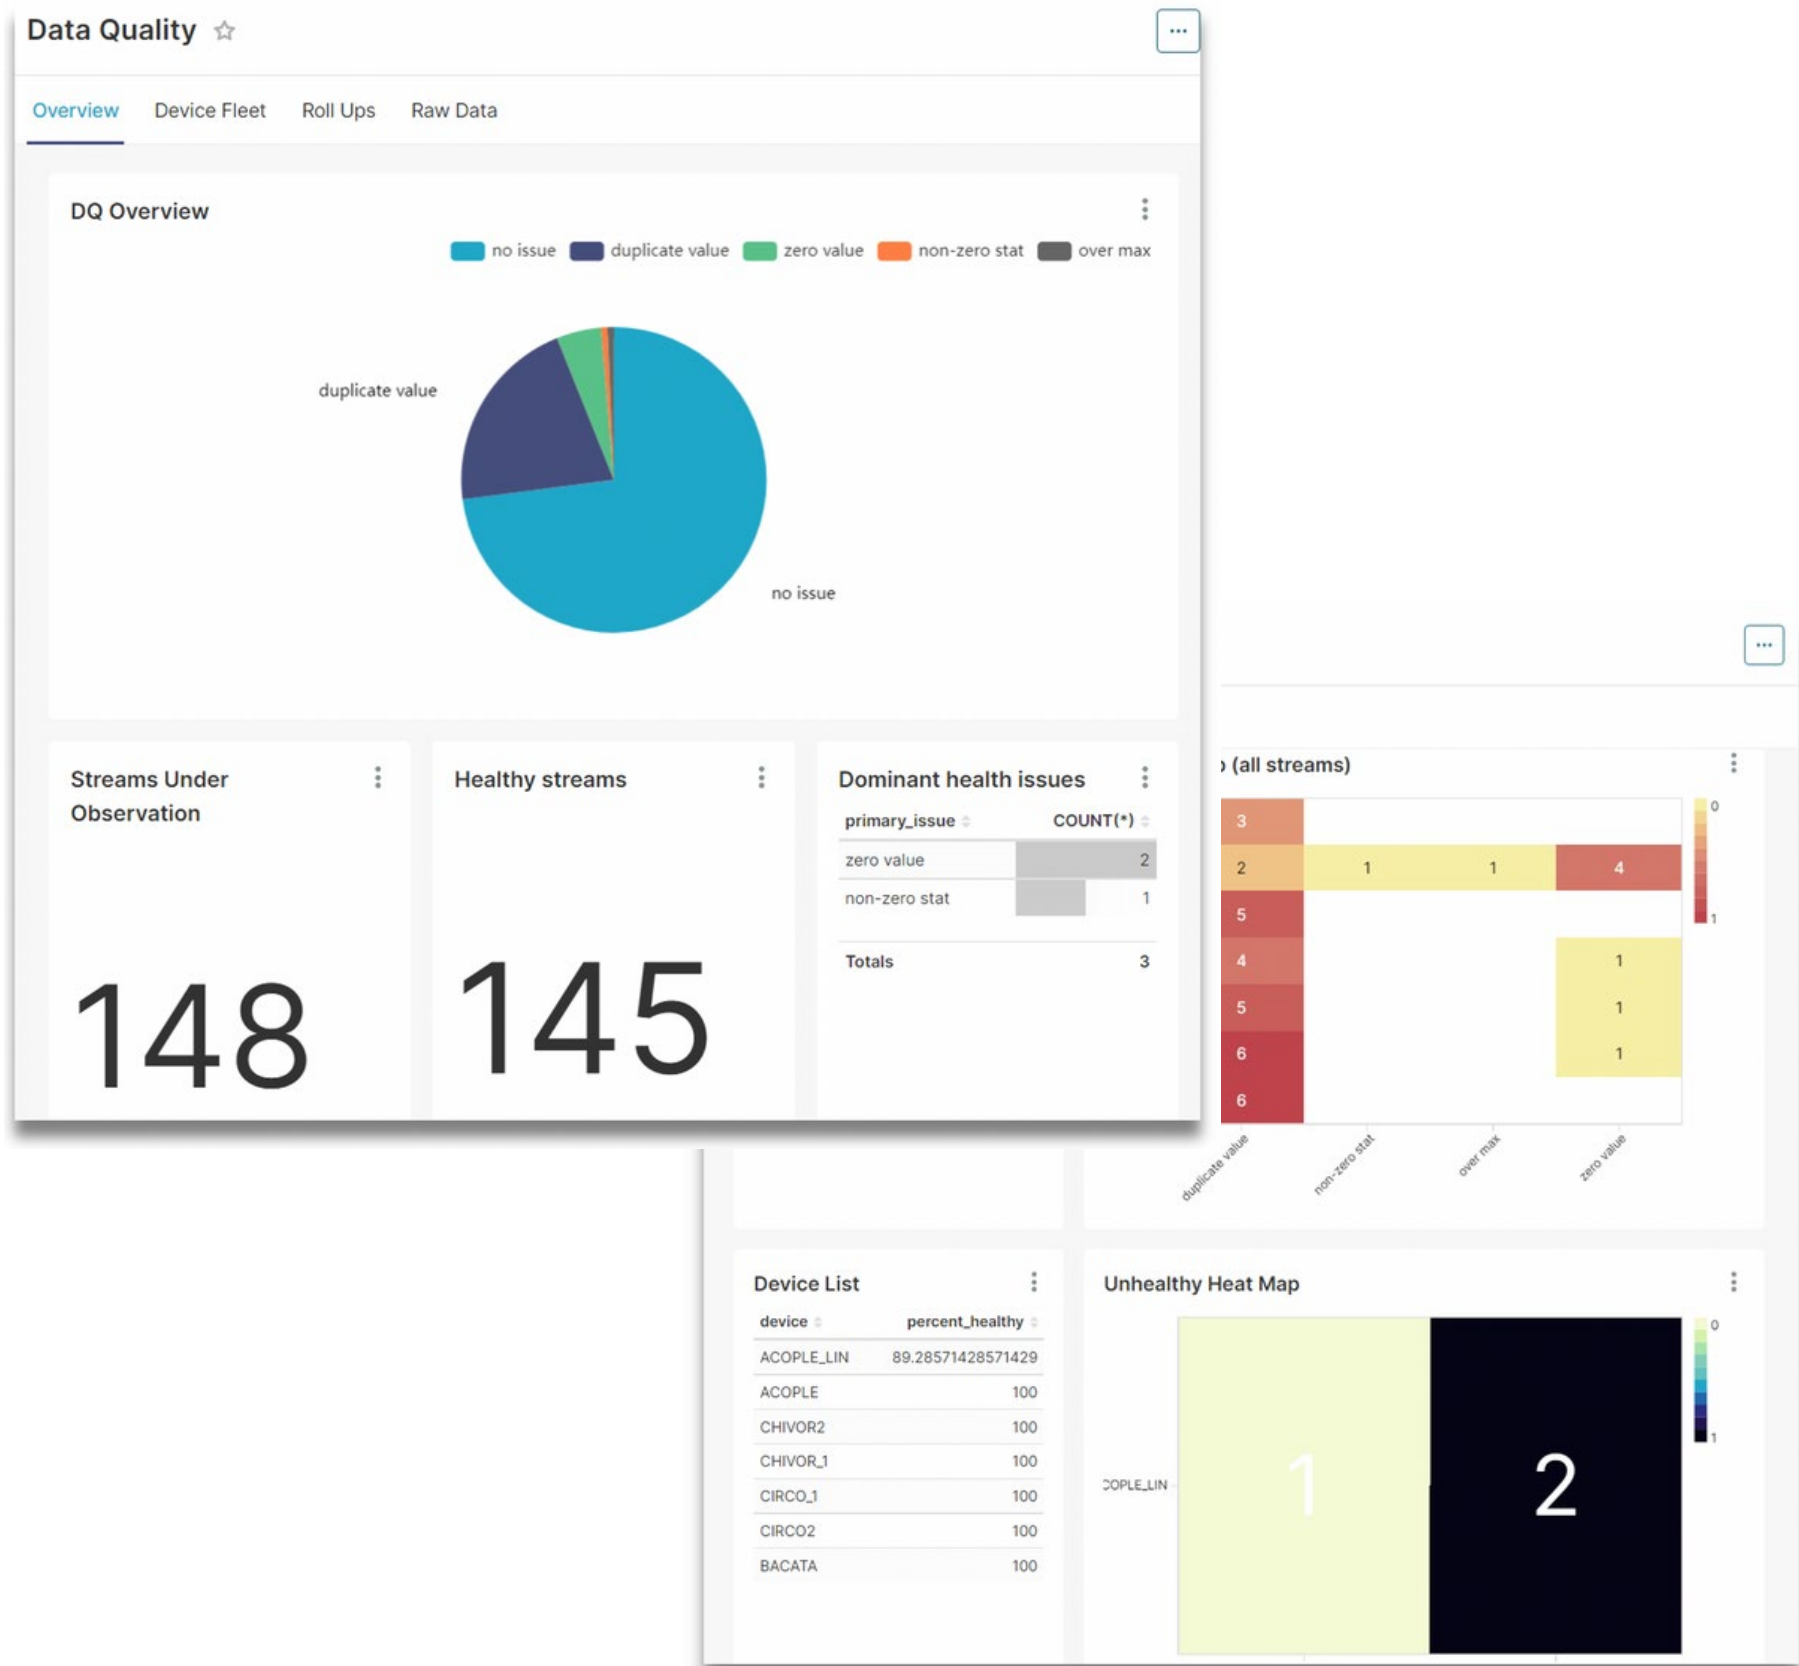 Data Quality
...
Overview Device Fleet Roll Ups Raw Data
DQ Overview
no issue duplicate value zero value non-zero stat over max
duplicate value
no issue
Streams Under
Observation
148
Healthy streams
145
Dominant health issues
primary_issue COUNT(*)
zero value 2
non-zero stat 1
Totals 3
...
(all streams)
0
1
3
2 1 1 4
5
4 1
5 1
6 1
6
duplicate value non-zero stat over max zero value
Device List
device percent_healthy
ACOPLE_LIN 89.28571428571429
ACOPLE 100
CHIVOR2 100
CHIVOR_1 100
CIRCO_1 100
CIRCO2 100
BACATA 100
Unhealthy Heat Map
0
1
COPLE_LIN
1 2